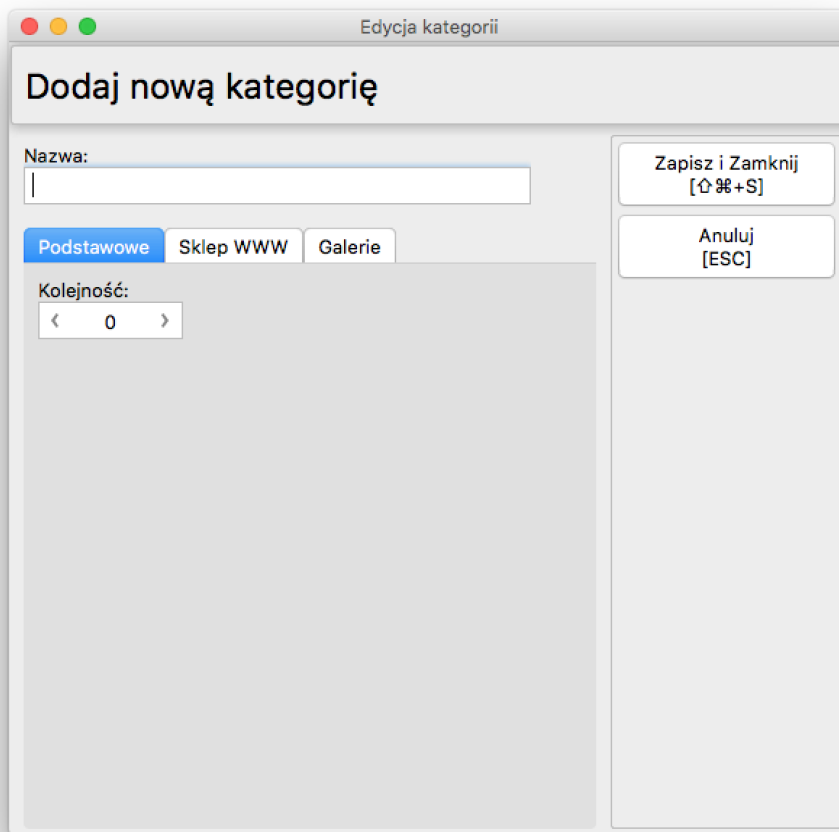 Edycja kategorii
Dodaj nową kategorię
Nazwa:
Podstawowe
Sklep WWW
Galerie
Kolejność:
0
Zapisz i Zamknij
[⇧⌘+S]
Anuluj
[ESC]